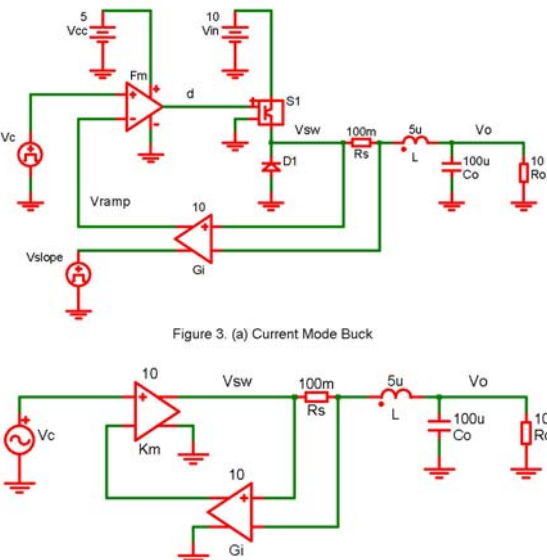 5
Vcc
10
Vin
Fm
d
S1
Vc
Vsw
100m
Rs
5u
L
Vo
100u
Co
10
Ro
D1
Vramp
10
Gi
Vslope
Figure 3. (a) Current Mode Buck
10
Km
Vsw
100m
Rs
5u
L
Vo
100u
Co
10
Vc
10
Gi